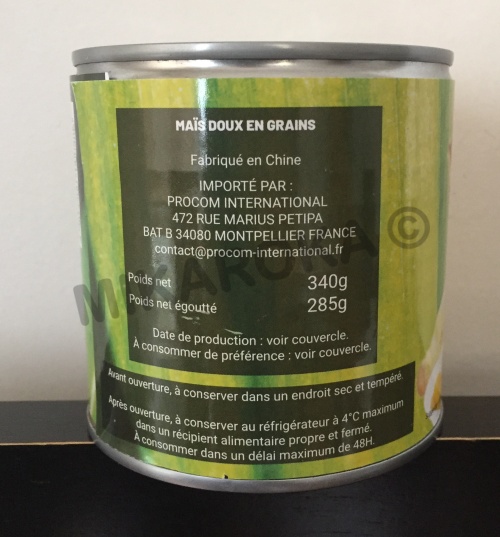 MAÏS DOUX EN GRAINS
Fabriqué en Chine
IMPORTÉ PAR :
PROCOM INTERNATIONAL
472 RUE MARIUS PETIPA
BAT B 34080 MONTPELLIER FRANCE
contact@procom-international.fr
Poids net 340g
Poids net égoutté 285g
Date de production : voir couvercle.
À consommer de préférence : voir couvercle.
Avant ouverture, à conserver dans un endroit sec et tempéré.
Après ouverture, à conserver au réfrigérateur à 4°C maximum
dans un récipient alimentaire propre et fermé.
À consommer dans un délai maximum de 48H.